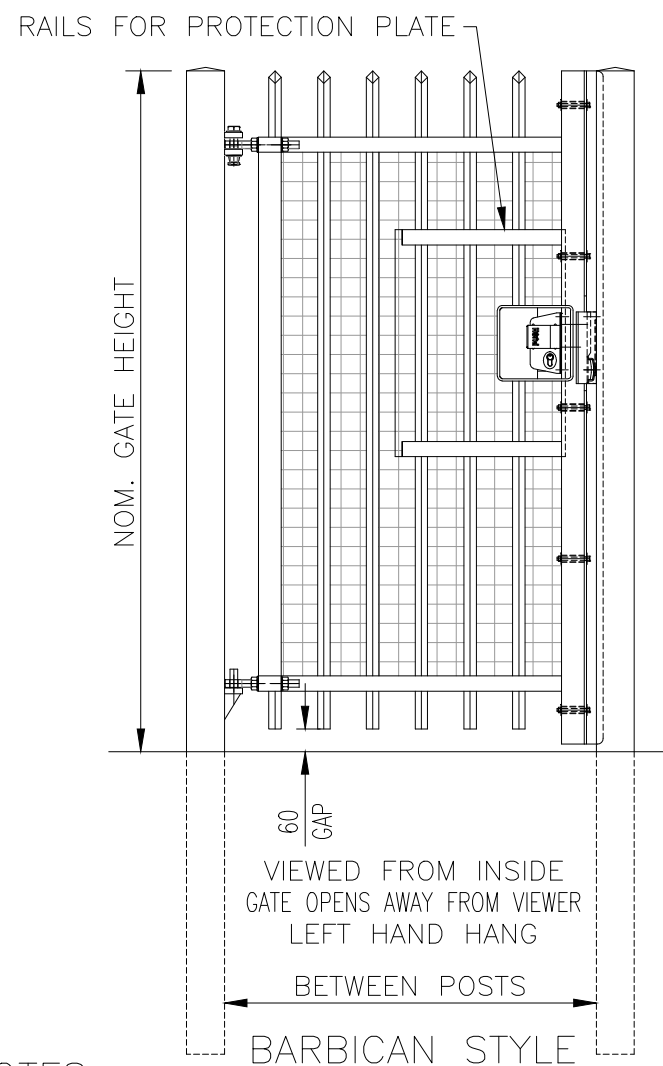 RAILS FOR PROTECTION PLATE
NOM. GATE HEIGHT
60
GAP
VIEWED FROM INSIDE
GATE OPENS AWAY FROM VIEWER
LEFT HAND HANG
BETWEEN POSTS
BARBICAN STYLE